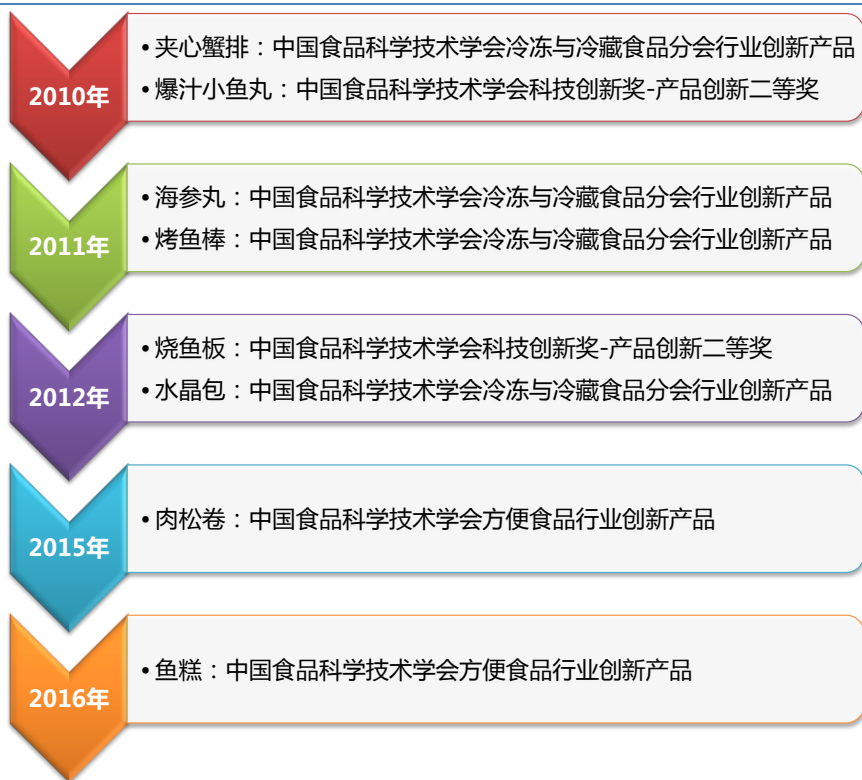 2010年
•夹心蟹排：中国食品科学技术学会冷冻与冷藏食品分会行业创新产品
•爆汁小鱼丸：中国食品科学技术学会科技创新奖-产品创新二等奖
2011年
•海参丸：中国食品科学技术学会冷冻与冷藏食品分会行业创新产品
•烤鱼棒：中国食品科学技术学会冷冻与冷藏食品分会行业创新产品
2012年
•烧鱼板：中国食品科学技术学会科技创新奖-产品创新二等奖
•水晶包：中国食品科学技术学会冷冻与冷藏食品分会行业创新产品
2015年
•肉松卷：中国食品科学技术学会方便食品行业创新产品
2016年
•鱼糕：中国食品科学技术学会方便食品行业创新产品